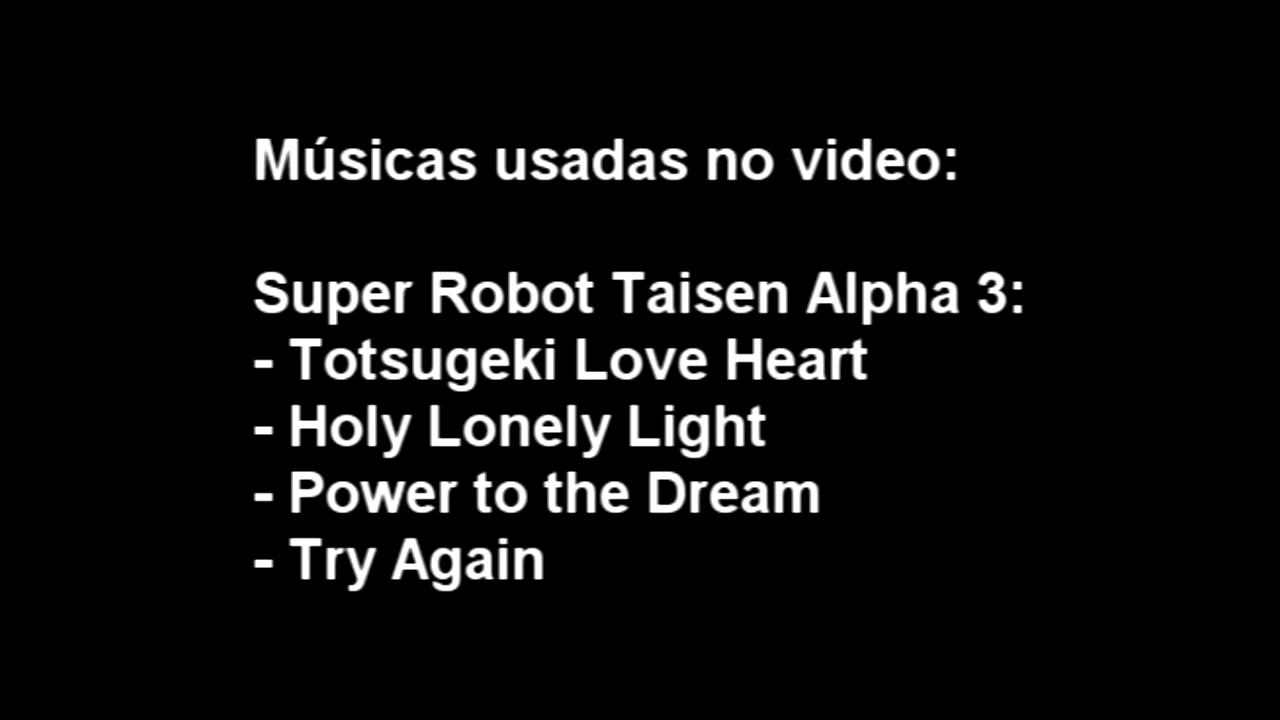 Músicas usadas no video:
Super Robot Taisen Alpha 3:
- Totsugeki Love Heart
- Holy Lonely Light
- Power to the Dream
- Try Again